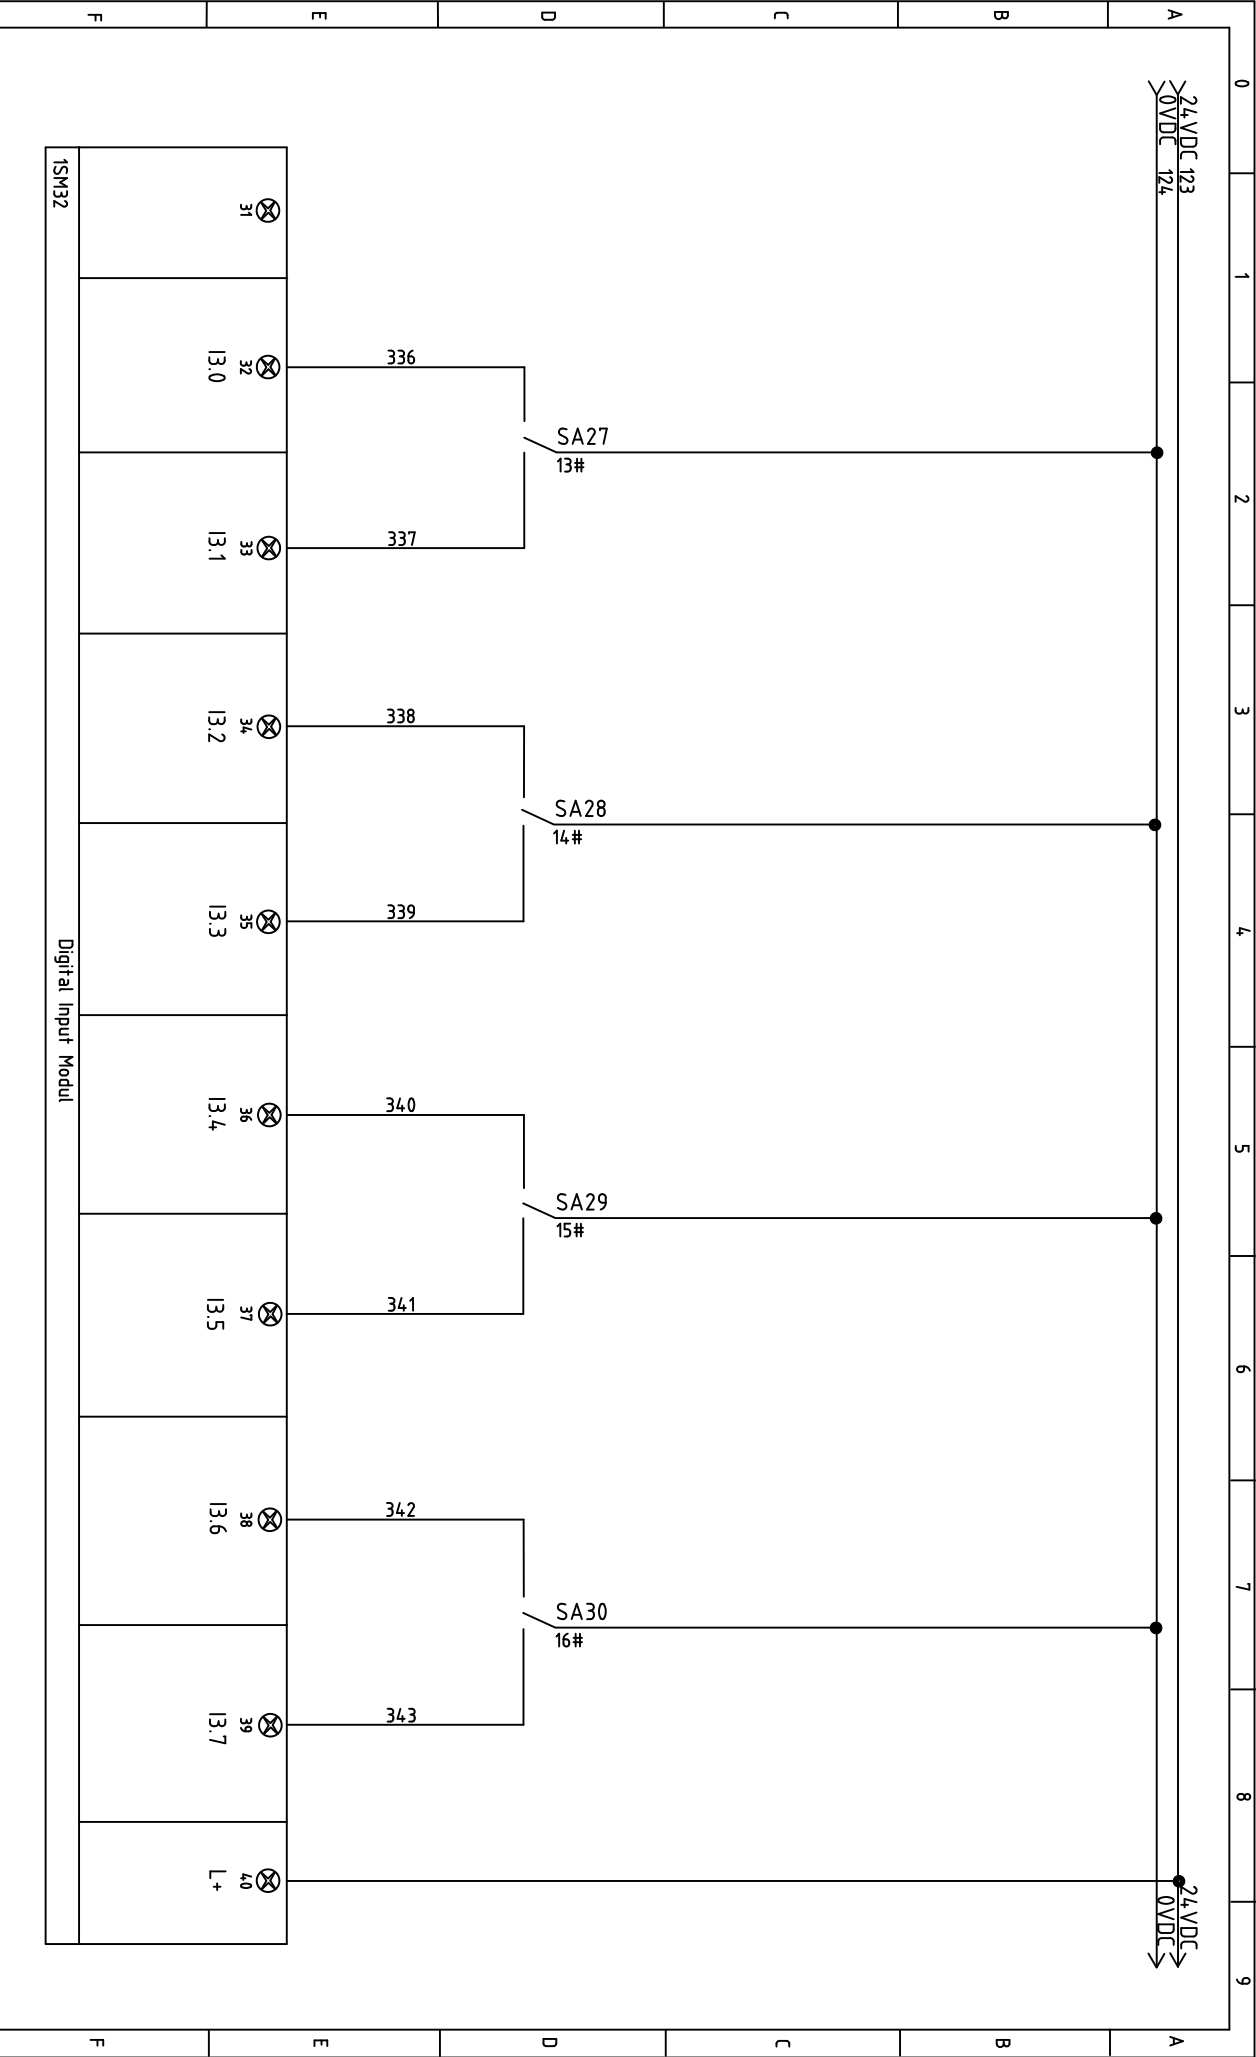 0
1
2
3
4
5
6
7
8
9
A
B
C
D
E
F
A
B
C
D
E
F
24VDC 123
0VDC 124
24VDC
0VDC
SA27
13#
SA28
14#
SA29
15#
SA30
16#
336
337
338
339
340
341
342
343
31
32
33
34
35
36
37
38
39
40
I3.0
I3.1
I3.2
I3.3
I3.4
I3.5
I3.6
I3.7
L+
1SM32
Digital Input Modul